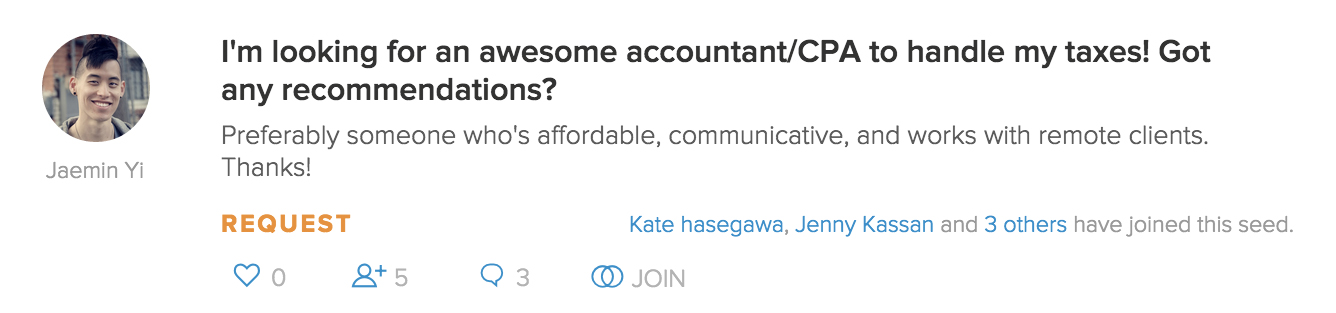 I'm looking for an awesome accountant/CPA to handle my taxes! Got
any recommendations?
Preferably someone who's affordable, communicative, and works with remote clients.
Thanks!
Jaemin Yi
REQUEST
Kate hasegawa, Jenny Kassan and 3 others have joined this seed.
0 5 3 JOIN